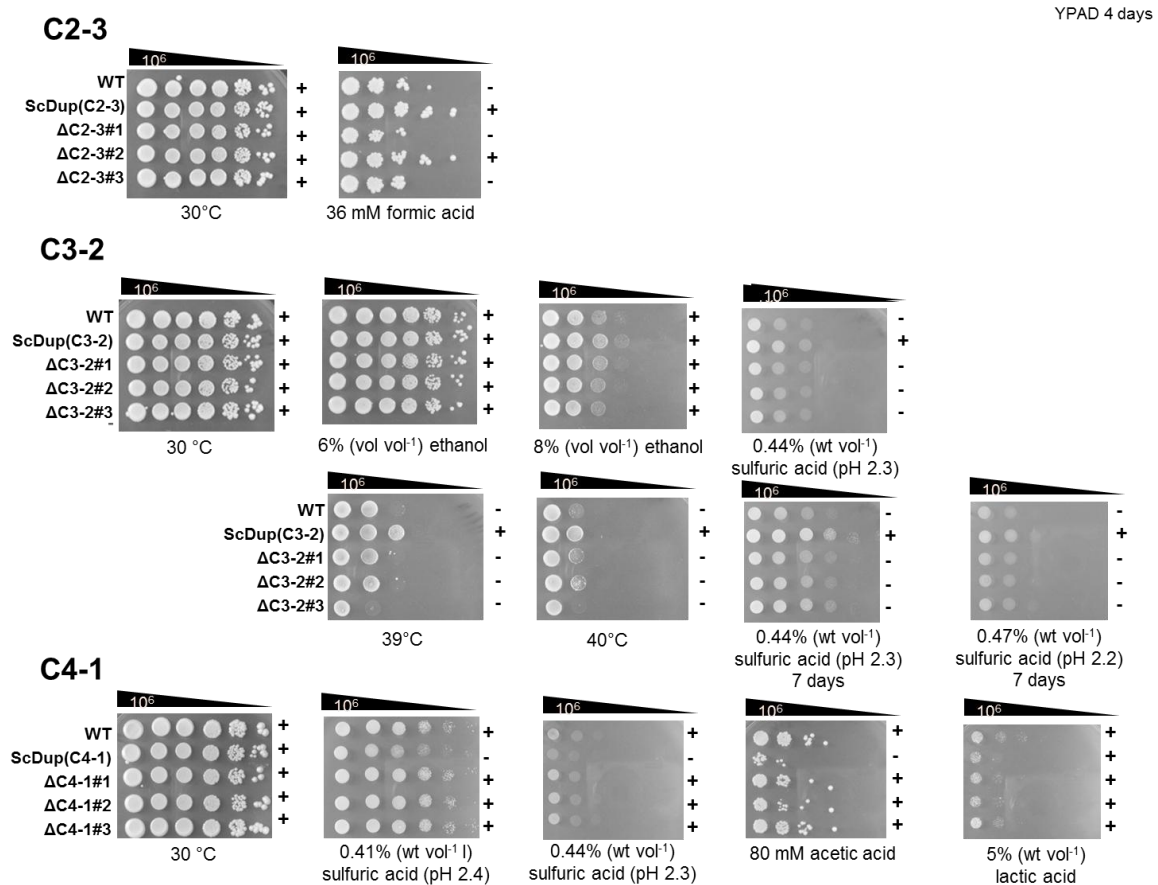 YPAD 4 days
C2-3
10⁶ 10⁶
WT + -
ScDup(C2-3) + +
ΔC2-3#1 + -
ΔC2-3#2 + +
ΔC2-3#3 + -
30°C 36 mM formic acid
C3-2
10⁶ 10⁶ 10⁶ 10⁶
WT + + + -
ScDup(C3-2) + + + +
ΔC3-2#1 + + + -
ΔC3-2#2 + + + -
ΔC3-2#3 + + + -
-
30 °C 6% (vol vol⁻¹) ethanol 8% (vol vol⁻¹) ethanol 0.44% (wt vol⁻¹)
sulfuric acid (pH 2.3)
10⁶ 10⁶ 10⁶ 10⁶
WT - - - -
ScDup(C3-2) + + + +
ΔC3-2#1 - - - -
ΔC3-2#2 - - - -
ΔC3-2#3 - - - -
39°C 40°C 0.44% (wt vol⁻¹) 0.47% (wt vol⁻¹)
sulfuric acid (pH 2.3) sulfuric acid (pH 2.2)
7 days 7 days
C4-1
10⁶ 10⁶ 10⁶ 10⁶ 10⁶
WT + + + + +
ScDup(C4-1) + - - - +
ΔC4-1#1 + + + + +
ΔC4-1#2 + + + + +
ΔC4-1#3 + + + + +
30 °C 0.41% (wt vol⁻¹ l) 0.44% (wt vol⁻¹) 80 mM acetic acid 5% (wt vol⁻¹)
sulfuric acid (pH 2.4) sulfuric acid (pH 2.3) lactic acid